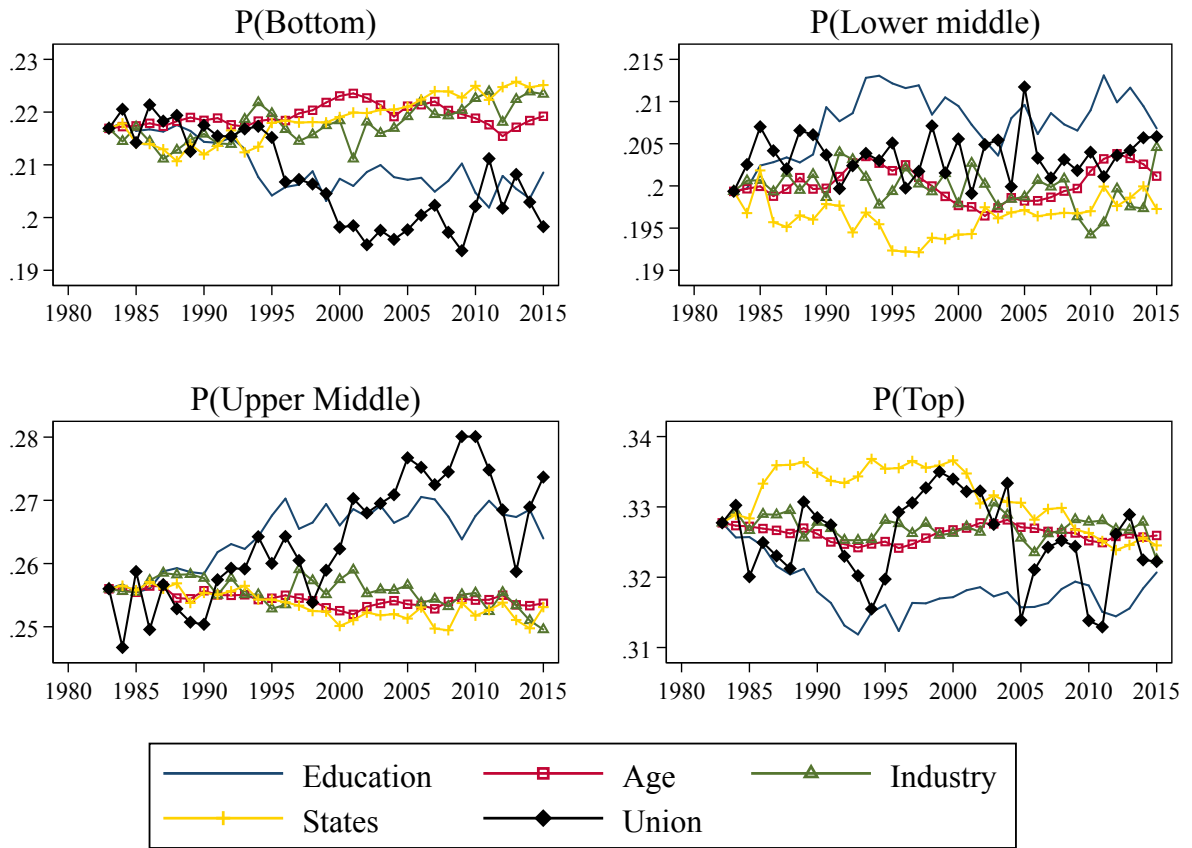 P(Bottom)
.23
.22
.21
.2
.19
1980 1985 1990 1995 2000 2005 2010 2015
P(Lower middle)
.215
.21
.205
.2
.195
.19
1980 1985 1990 1995 2000 2005 2010 2015
P(Upper Middle)
.28
.27
.26
.25
1980 1985 1990 1995 2000 2005 2010 2015
P(Top)
.34
.33
.32
.31
1980 1985 1990 1995 2000 2005 2010 2015
Education Age Industry
States Union